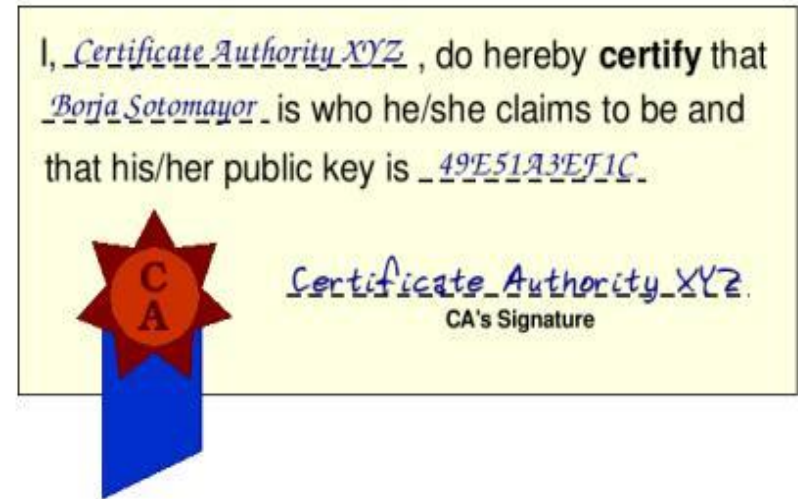 I, Certificate Authority XYZ , do hereby certify that
Borja Sotomayor is who he/she claims to be and
that his/her public key is 49E51A3EF1C
C
A
Certificate Authority XYZ
CA's Signature